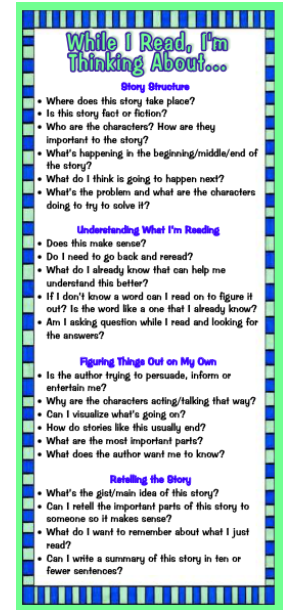 While I Read, I'm
Thinking About...
Story Structure
• Where does this story take place?
• Is this story fact or fiction?
• Who are the characters? How are they
important to the story?
• What's happening in the beginning/middle/end of
the story?
• What do I think is going to happen next?
• What's the problem and what are the characters
doing to try to solve it?
Understanding What I'm Reading
• Does this make sense?
• Do I need to go back and reread?
• What do I already know that can help me
understand this better?
• If I don't know a word can I read on to figure it
out? Is the word like a one that I already know?
• Am I asking question while I read and looking for
the answers?
Figuring Things Out on My Own
• Is the author trying to persuade, inform or
entertain me?
• Why are the characters acting/talking that way?
• Can I visualize what's going on?
• How do stories like this usually end?
• What are the most important parts?
• What does the author want me to know?
Retelling the Story
• What's the gist/main idea of this story?
• Can I retell the important parts of this story to
someone so it makes sense?
• What do I want to remember about what I just
read?
• Can I write a summary of this story in ten or
fewer sentences?